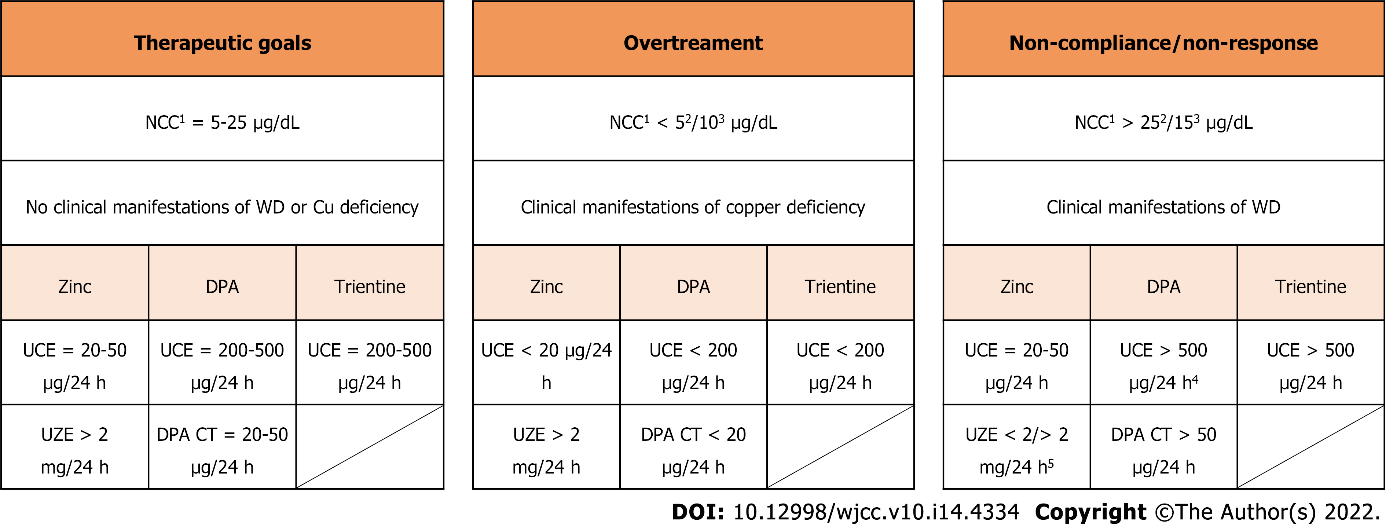 Therapeutic goals
NCC¹ = 5-25 µg/dL
No clinical manifestations of WD or Cu deficiency
Zinc
DPA
Trientine
UCE = 20-50
µg/24 h
UCE = 200-500
µg/24 h
UCE = 200-500
µg/24 h
UZE > 2
mg/24 h
DPA CT = 20-50
µg/24 h
Overtreament
NCC¹ < 5²/10³ µg/dL
Clinical manifestations of copper deficiency
Zinc
DPA
Trientine
UCE < 20 µg/24
h
UCE < 200
µg/24 h
UCE < 200
µg/24 h
UZE > 2
mg/24 h
DPA CT < 20
µg/24 h
Non-compliance/non-response
NCC¹ > 25²/15³ µg/dL
Clinical manifestations of WD
Zinc
DPA
Trientine
UCE = 20-50
µg/24 h
UCE > 500
µg/24 h⁴
UCE > 500
µg/24 h
UZE < 2/> 2
mg/24 h⁵
DPA CT > 50
µg/24 h
DOI: 10.12998/wjcc.v10.i14.4334 Copyright ©The Author(s) 2022.